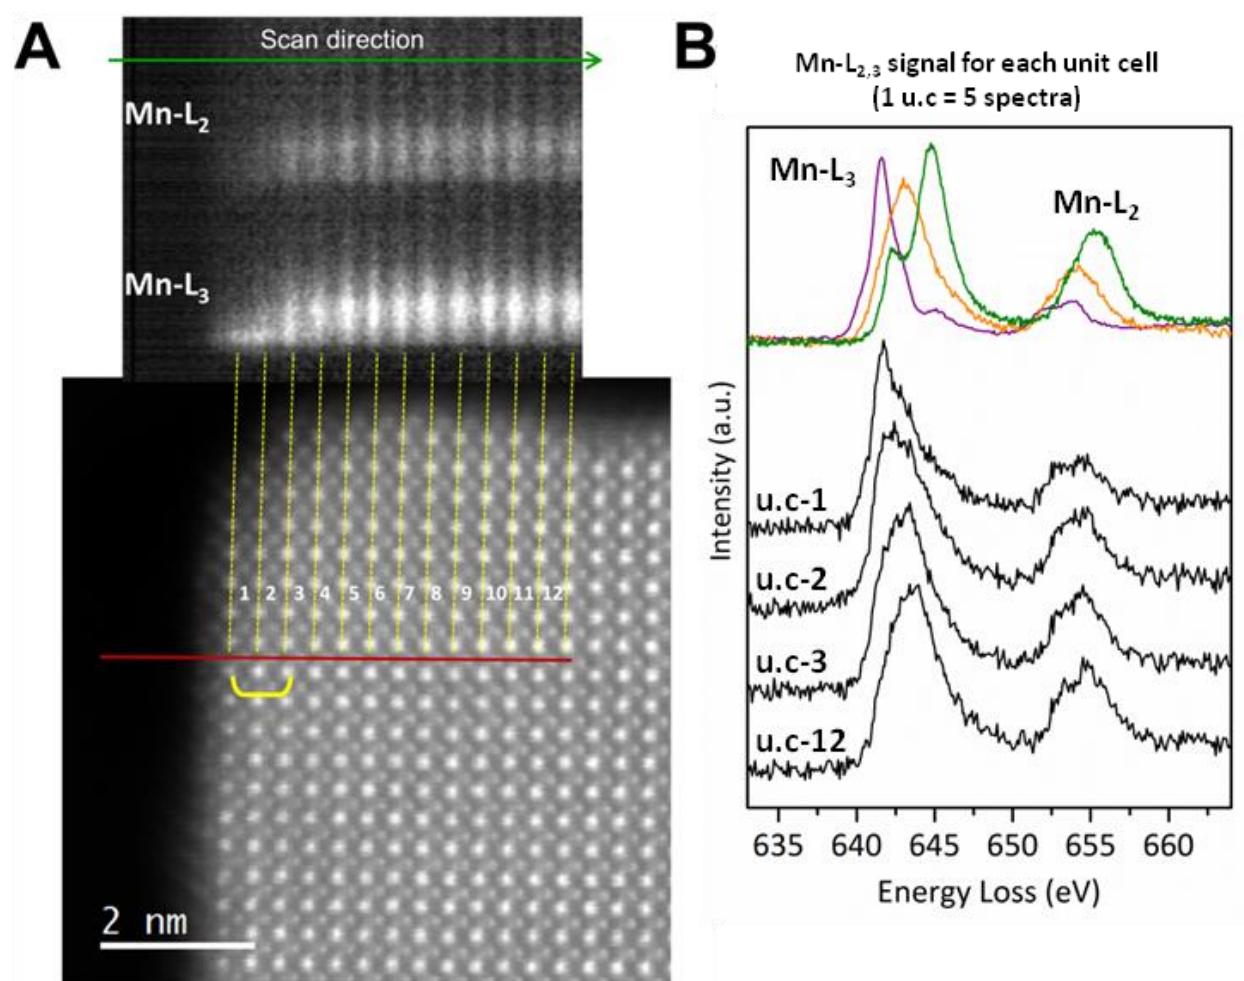 A
Scan direction
Mn-L2
Mn-L3
1 2 3 4 5 6 7 8 9 10 11 12
2 nm
B
Mn-L2,3 signal for each unit cell
(1 u.c = 5 spectra)
Mn-L3
Mn-L2
u.c-1
u.c-2
u.c-3
u.c-12
Intensity (a.u.)
635 640 645 650 655 660
Energy Loss (eV)